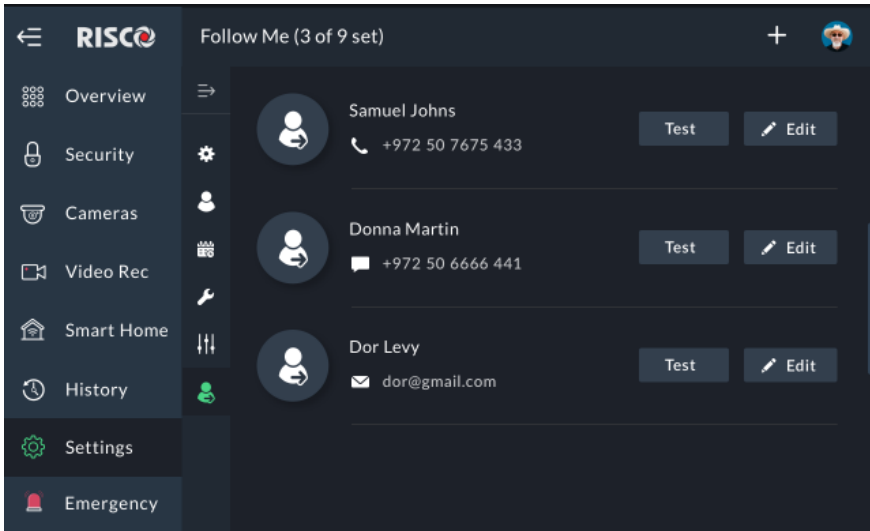 RISCO
Follow Me (3 of 9 set)
Overview
Security
Cameras
Video Rec
Smart Home
History
Settings
Emergency
Samuel Johns
+972 50 7675 433
Test
Edit
Donna Martin
+972 50 6666 441
Test
Edit
Dor Levy
dor@gmail.com
Test
Edit